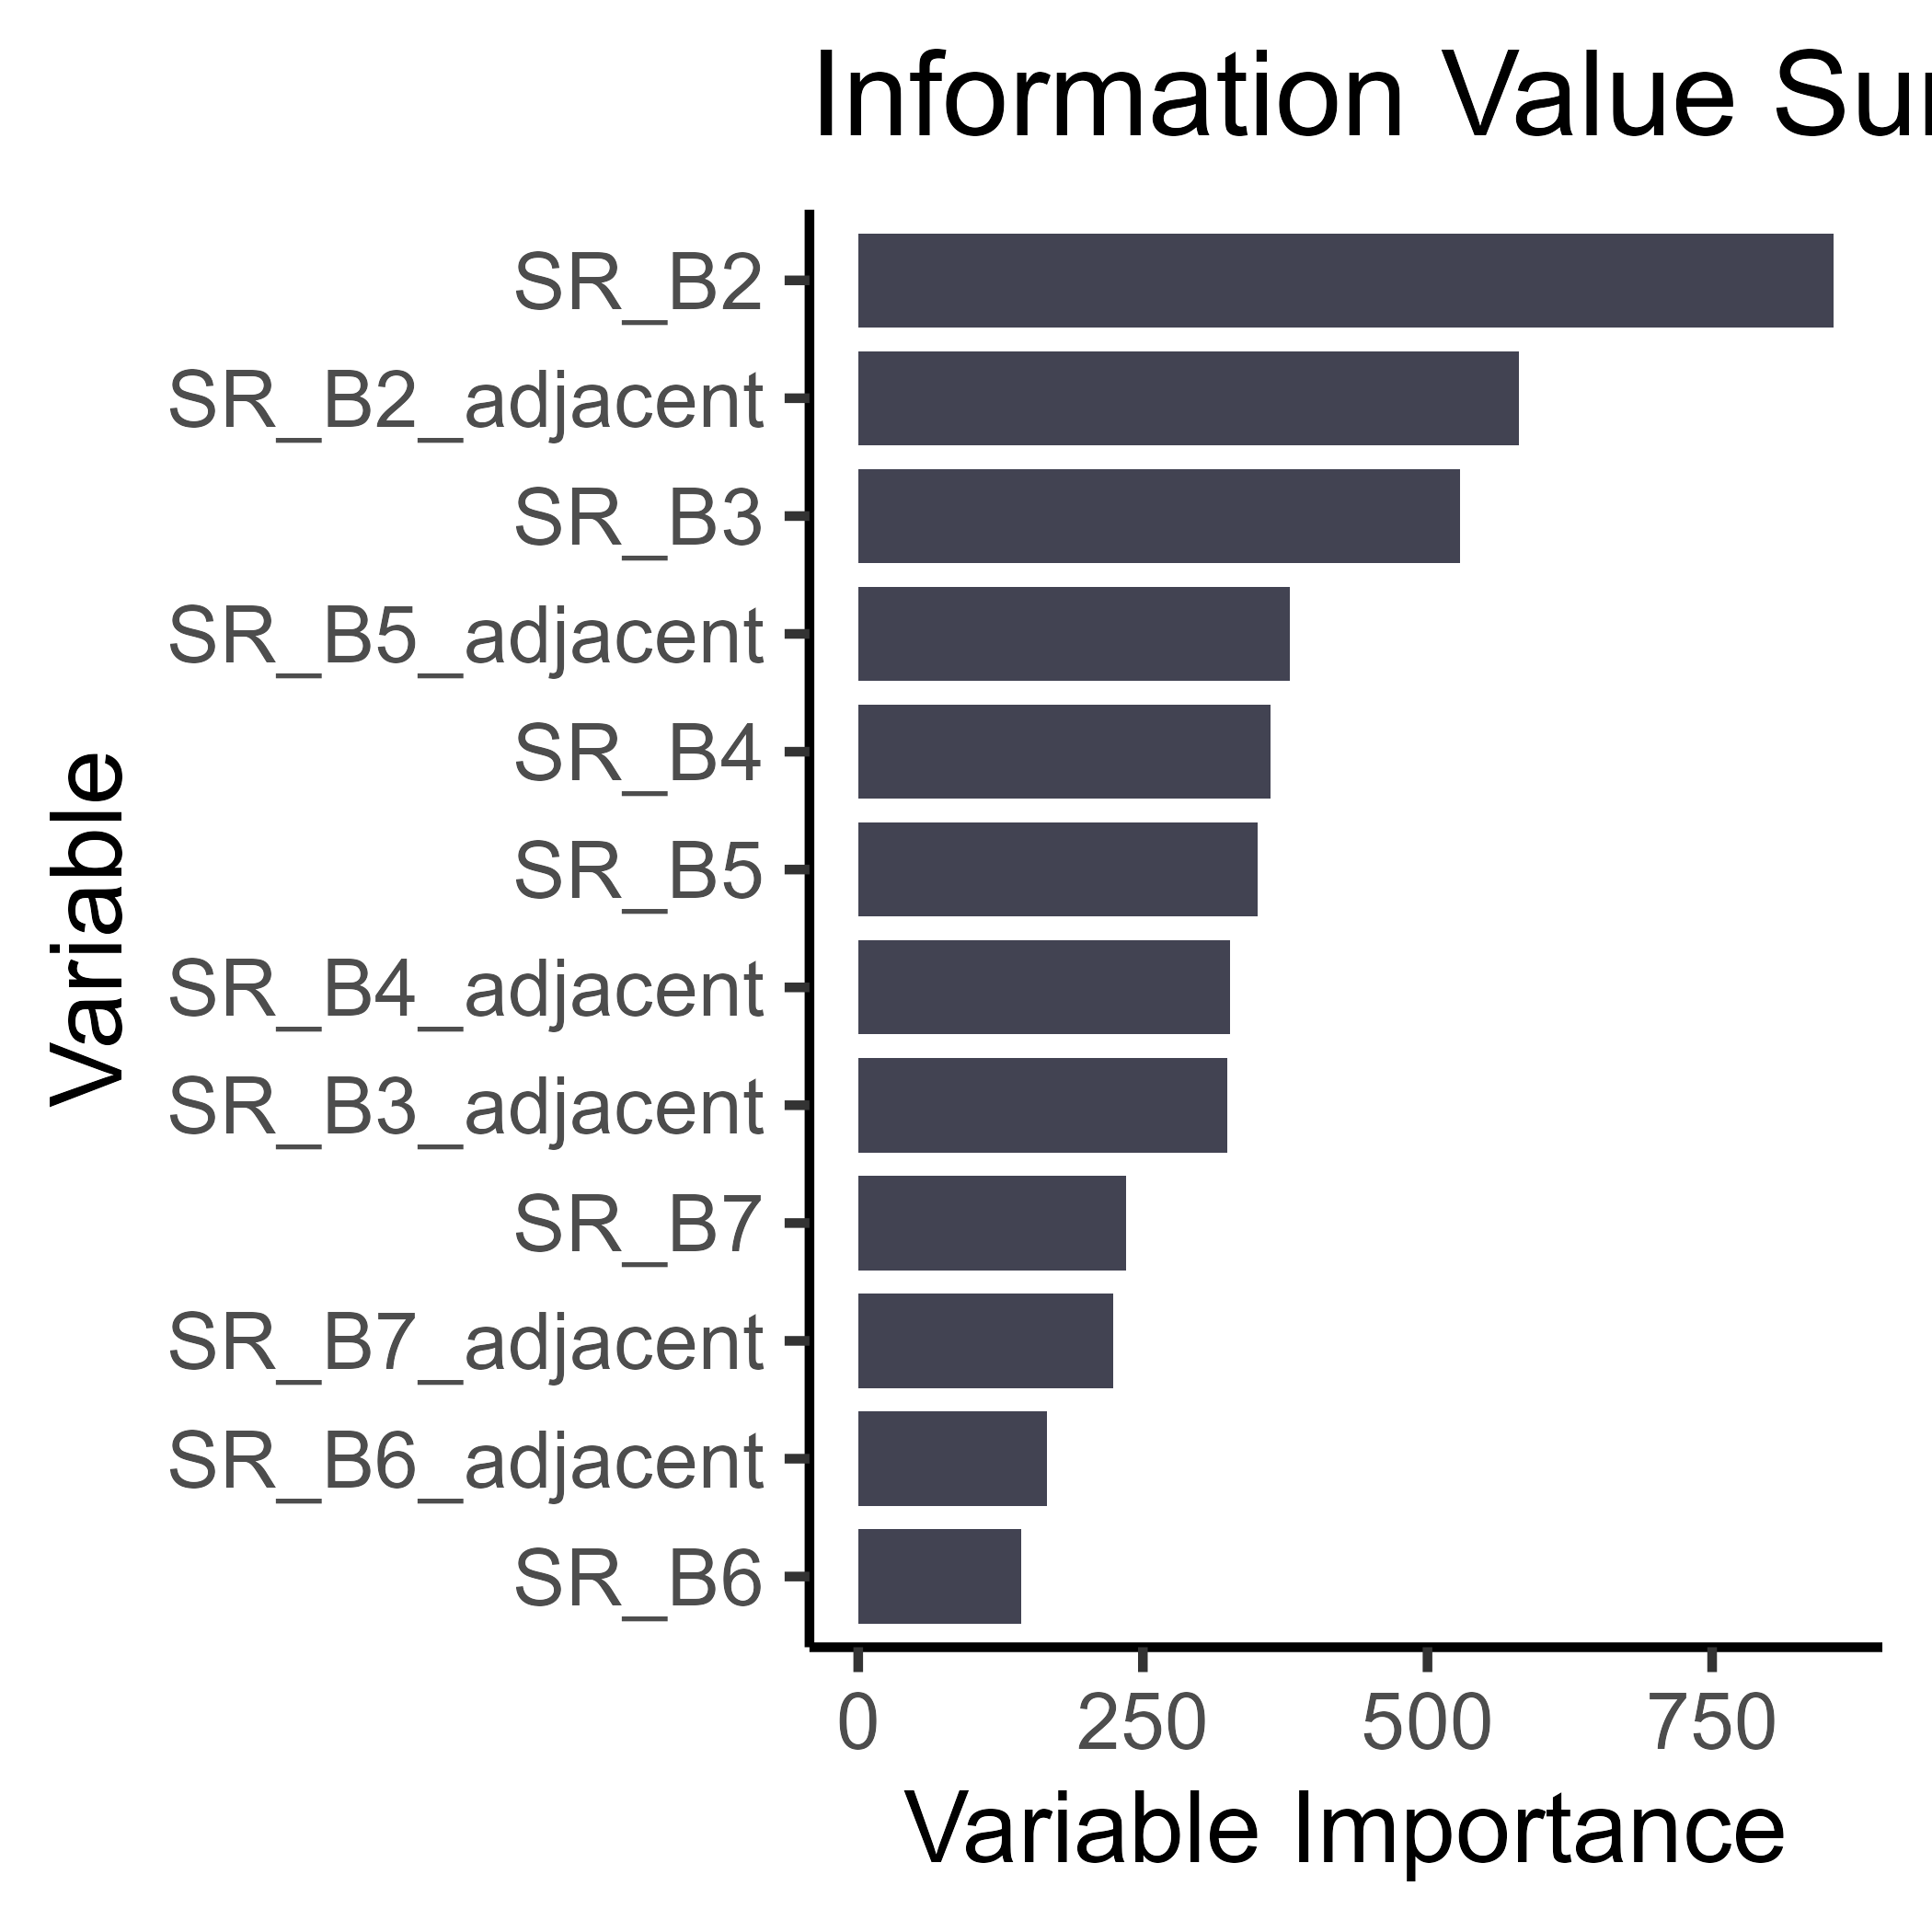 Information Value Su
SR_B2
SR_B2_adjacent
SR_B3
SR_B5_adjacent
SR_B4
SR_B5
SR_B4_adjacent
SR_B3_adjacent
SR_B7
SR_B7_adjacent
SR_B6_adjacent
SR_B6
Variable
0 250 500 750
Variable Importance